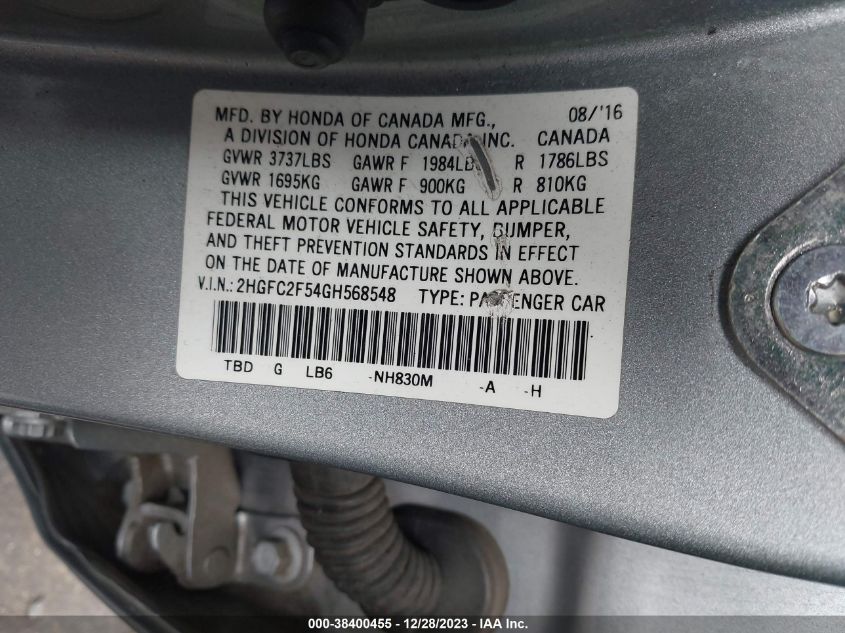 MFD. BY HONDA OF CANADA MFG., 08/'16
A DIVISION OF HONDA CANADA INC. CANADA
GVWR 3737LBS GAWR F 1984LBS R 1786LBS
GVWR 1695KG GAWR F 900KG R 810KG
THIS VEHICLE CONFORMS TO ALL APPLICABLE
FEDERAL MOTOR VEHICLE SAFETY, BUMPER,
AND THEFT PREVENTION STANDARDS IN EFFECT
ON THE DATE OF MANUFACTURE SHOWN ABOVE.
V.I.N.: 2HGFC2F54GH568548 TYPE: PASSENGER CAR
TBD G LB6 -NH830M -A -H
000-38400455 - 12/28/2023 - IAA Inc.